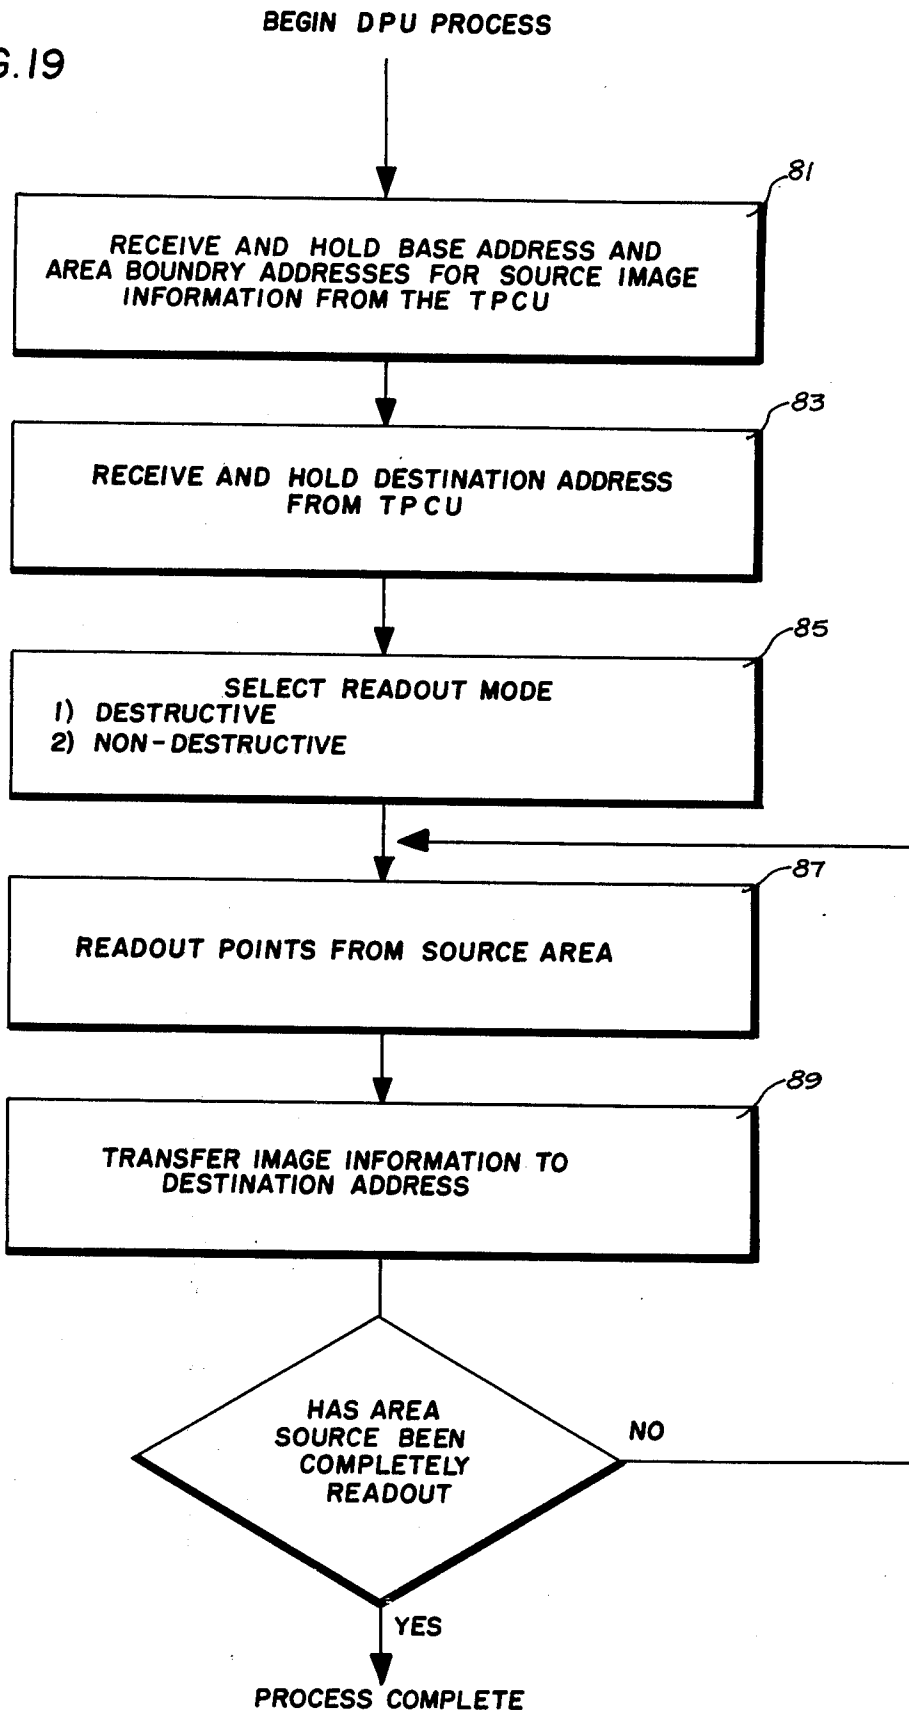 BEGIN DPU PROCESS
G.19
81
RECEIVE AND HOLD BASE ADDRESS AND
AREA BOUNDRY ADDRESSES FOR SOURCE IMAGE
INFORMATION FROM THE TPCU
83
RECEIVE AND HOLD DESTINATION ADDRESS
FROM TPCU
85
SELECT READOUT MODE
1) DESTRUCTIVE
2) NON-DESTRUCTIVE
87
READOUT POINTS FROM SOURCE AREA
89
TRANSFER IMAGE INFORMATION TO
DESTINATION ADDRESS
HAS AREA
SOURCE BEEN
COMPLETELY
READOUT
NO
YES
PROCESS COMPLETE